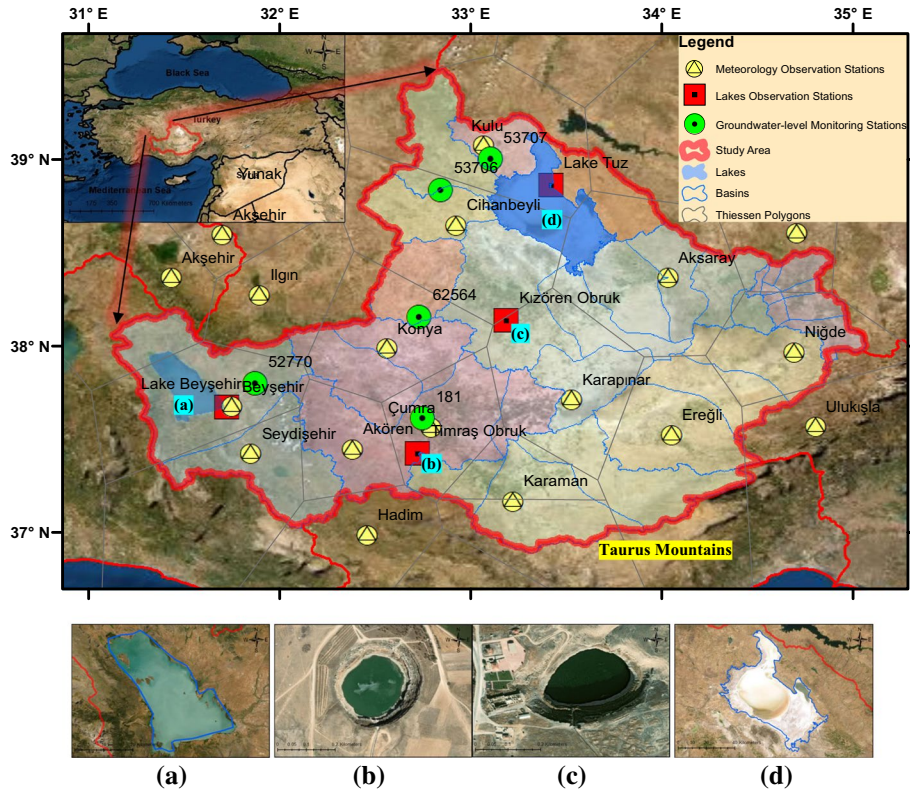 31° E
32° E
33° E
34° E
35° E
39° N
38° N
37° N
Black Sea
Turkey
Mediterranean Sea
Yunak
Akşehir
Akşehir
Ilgın
Kulu
53707
53706
Lake Tuz
Cihanbeyli
(d)
Aksaray
62564
Kızören Obruk
Konya
(c)
Niğde
52770
Lake Beyşehir
Beyşehir
(a)
181
Karapınar
Çumra
Ereğli
Ulukışla
Seydişehir
Akören
Timraş Obruk
(b)
Karaman
Hadim
Taurus Mountains
Legend
Meteorology Observation Stations
Lakes Observation Stations
Groundwater-level Monitoring Stations
Study Area
Lakes
Basins
Thiessen Polygons
(a)
(b)
(c)
(d)